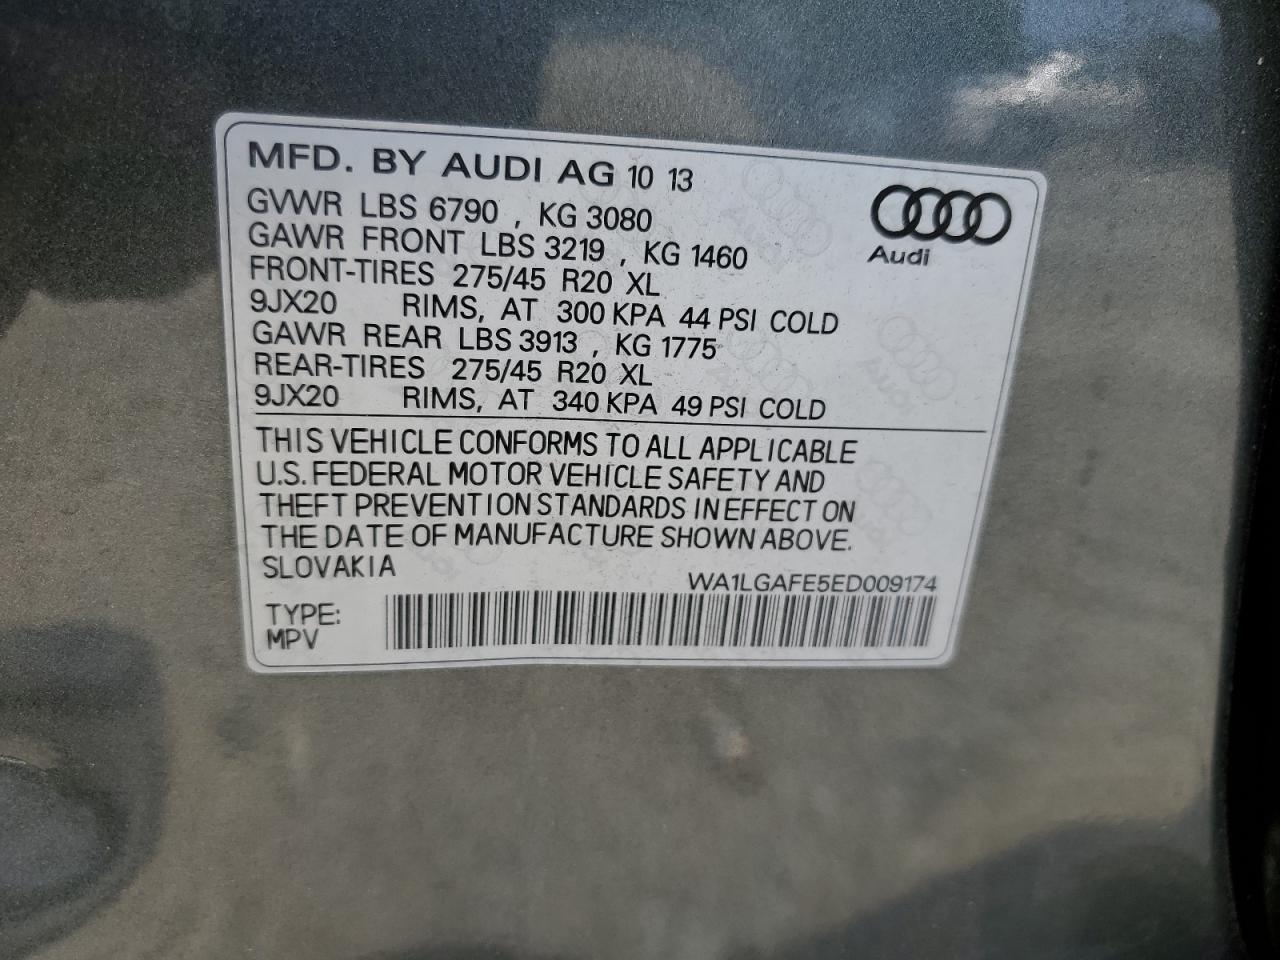 MFD. BY AUDI AG 10 13
GVWR LBS 6790 , KG 3080
GAWR FRONT LBS 3219 , KG 1460
Audi
FRONT-TIRES 275/45 R20 XL
9JX20 RIMS, AT 300 KPA 44 PSI COLD
GAWR REAR LBS 3913 , KG 1775
REAR-TIRES 275/45 R20 XL
9JX20 RIMS, AT 340 KPA 49 PSI COLD
THIS VEHICLE CONFORMS TO ALL APPLICABLE
U.S. FEDERAL MOTOR VEHICLE SAFETY AND
THEFT PREVENTION STANDARDS IN EFFECT ON
THE DATE OF MANUFACTURE SHOWN ABOVE.
SLOVAKIA
WA1LGAFE5ED009174
TYPE:
MPV